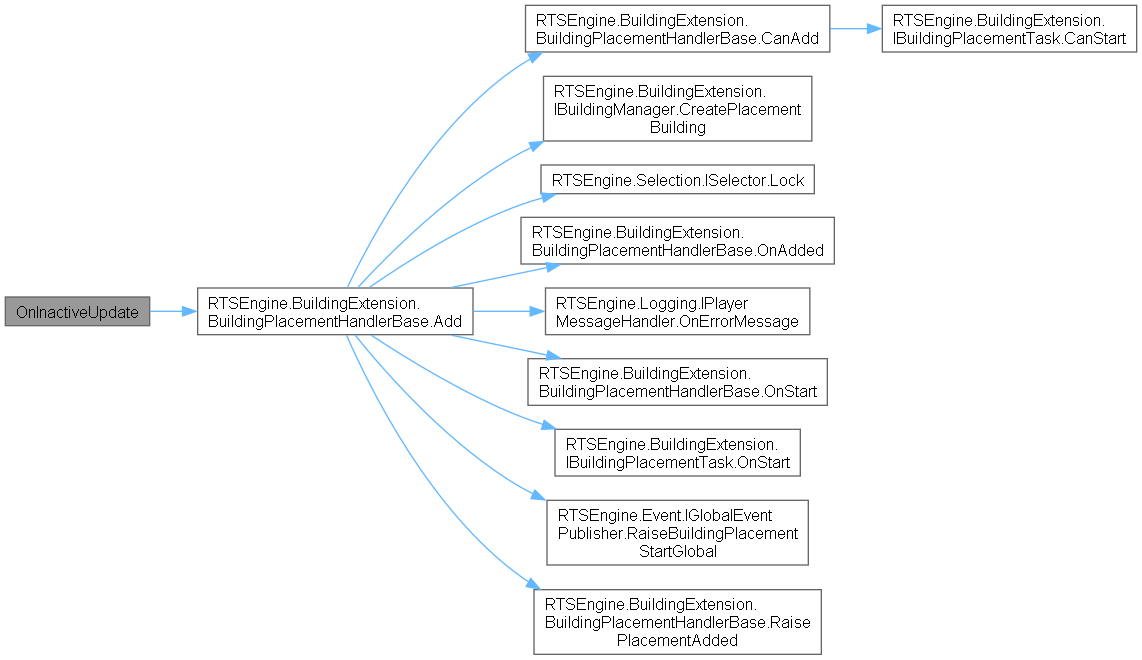 RTSEngine.BuildingExtension.
BuildingPlacementHandlerBase.CanAdd
RTSEngine.BuildingExtension.
IBuildingPlacementTask.CanStart
RTSEngine.BuildingExtension.
IBuildingManager.CreatePlacement
Building
RTSEngine.Selection.ISelector.Lock
RTSEngine.BuildingExtension.
BuildingPlacementHandlerBase.OnAdded
OnInactiveUpdate
RTSEngine.BuildingExtension.
BuildingPlacementHandlerBase.Add
RTSEngine.Logging.IPlayer
MessageHandler.OnErrorMessage
RTSEngine.BuildingExtension.
BuildingPlacementHandlerBase.OnStart
RTSEngine.BuildingExtension.
IBuildingPlacementTask.OnStart
RTSEngine.Event.IGlobalEvent
Publisher.RaiseBuildingPlacement
StartGlobal
RTSEngine.BuildingExtension.
BuildingPlacementHandlerBase.Raise
PlacementAdded